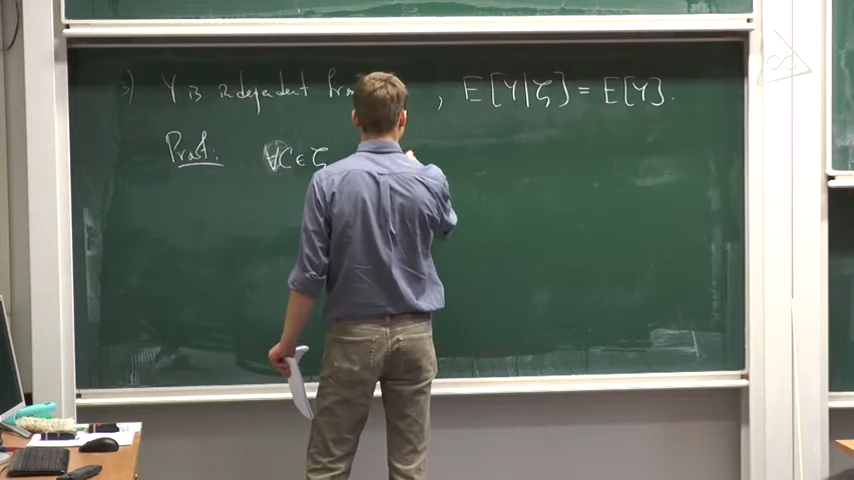 3) Y is independent from , E[Y|ζ] = E[Y].
Proof: ∀C ∈ ζ